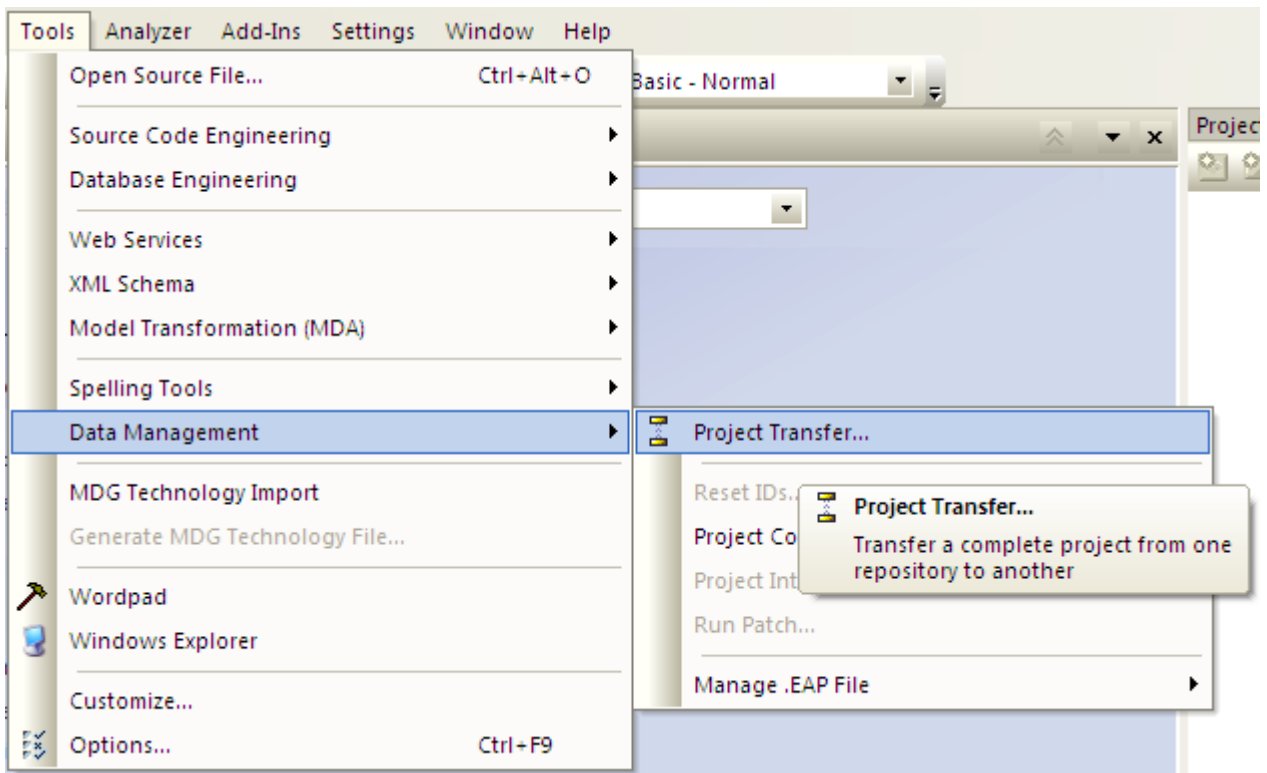 Tools Analyzer Add-Ins Settings Window Help
Open Source File... Ctrl+Alt+O
Basic - Normal
Source Code Engineering
Database Engineering
Web Services
XML Schema
Model Transformation (MDA)
Spelling Tools
Data Management
MDG Technology Import
Generate MDG Technology File...
Wordpad
Windows Explorer
Customize...
Options... Ctrl+F9
Project Transfer...
Reset IDs..
Project Co
Project Int
Run Patch...
Manage .EAP File
Project Transfer...
Transfer a complete project from one
repository to another
Projec